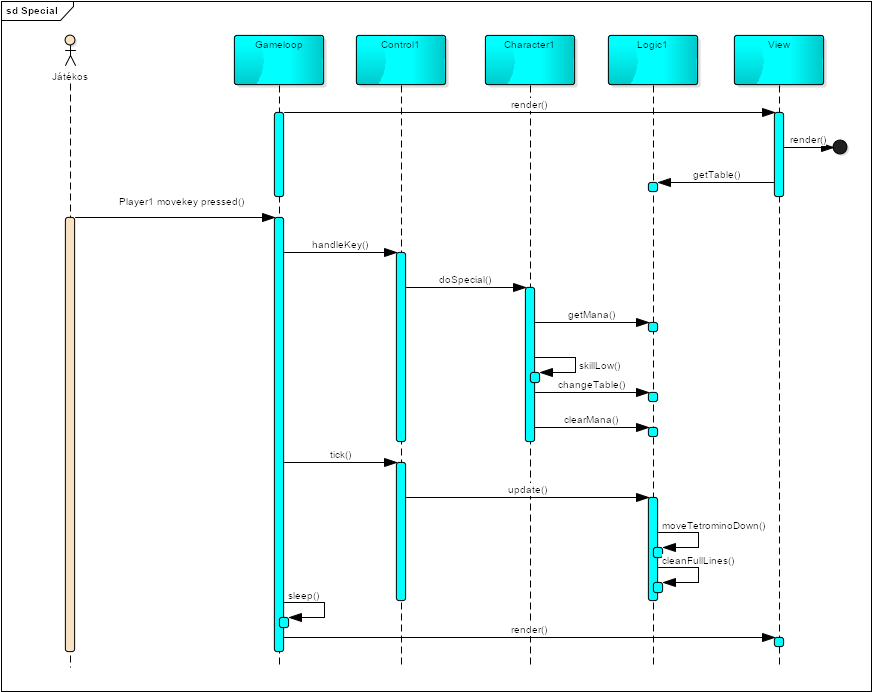 sd Special
Játékos
Gameloop
Control1
Character1
Logic1
View
render()
render()
getTable()
Player1 movekey pressed()
handleKey()
doSpecial()
getMana()
skillLow()
changeTable()
clearMana()
tick()
update()
moveTetrominoDown()
cleanFullLines()
sleep()
render()